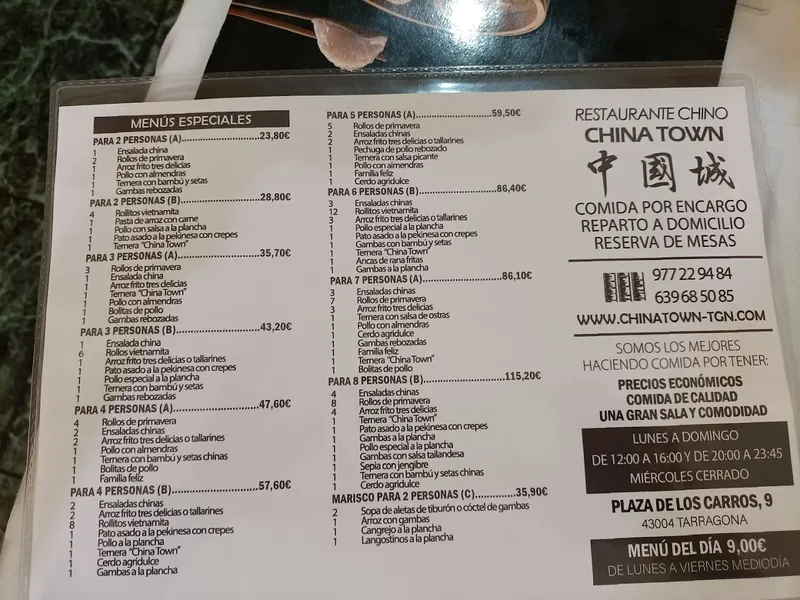 MENÚS ESPECIALES
PARA 2 PERSONAS (A)..................23,80€
1 Ensalada china
2 Rollos de primavera
1 Arroz frito tres delicias
1 Pollo con almendras
1 Ternera con bambú y setas
1 Gambas rebozadas
PARA 2 PERSONAS (B)..................28,80€
4 Rollitos vietnamita
1 Pasta de arroz con carne
1 Pollo con salsa a la plancha
1 Pato asado a la pekinesa con crepes
1 Ternera "China Town"
PARA 3 PERSONAS (A)..................35,70€
3 Rollos de primavera
1 Ensalada china
1 Arroz frito tres delicias
1 Ternera "China Town"
1 Pollo con almendras
1 Bolitas de pollo
1 Gambas rebozadas
PARA 3 PERSONAS (B)..................43,20€
1 Ensalada china
6 Rollos vietnamita
1 Arroz frito tres delicias o tallarines
1 Pato asado a la pekinesa con crepes
1 Pollo especial a la plancha
1 Ternera con bambú y setas
1 Gambas rebozadas
PARA 4 PERSONAS (A)..................47,60€
4 Rollos de primavera
2 Ensaladas chinas
2 Arroz frito tres delicias o tallarines
1 Pollo con almendras
1 Ternera con bambú y setas chinas
1 Bolitas de pollo
1 Familia felíz
PARA 4 PERSONAS (B)..................57,60€
2 Ensaladas chinas
2 Arroz frito tres delicias o tallarines
8 Rollitos vietnamita
1 Pato asado a la pekinesa con crepes
1 Pollo a la plancha
1 Ternera "China Town"
1 Cerdo agridulce
1 Gambas a la plancha
PARA 5 PERSONAS (A)..................59,50€
5 Rollos de primavera
2 Ensaladas chinas
2 Arroz frito tres delicias o tallarines
1 Pechuga de pollo rebozado
1 Ternera con salsa picante
1 Pollo con almendras
1 Familia feliz
1 Cerdo agridulce
PARA 6 PERSONAS (B)..................86,40€
3 Ensaladas chinas
12 Rollitos vietnamita
3 Arroz frito tres delicias o tallarines
1 Pollo especial a la plancha
1 Pato asado a la pekinesa con crepes
1 Gambas con bambú y setas
1 Ternera "China Town"
1 Ancas de rana fritas
1 Gambas a la plancha
PARA 7 PERSONAS (A)..................86,10€
3 Ensaladas chinas
7 Rollos de primavera
3 Arroz frito tres delicias
1 Ternera con salsa de ostras
1 Pollo con almendras
1 Cerdo agridulce
1 Gambas rebozadas
1 Familia feliz
1 Ternera "China Town"
1 Bolitas de pollo
PARA 8 PERSONAS (B)..................115,20€
4 Ensaladas chinas
8 Rollos de primavera
4 Arroz frito tres delicias
1 Ternera "China Town"
1 Pato asado a la pekinesa con crepes
1 Gambas a la plancha
1 Pollo especial a la plancha
1 Gambas con salsa tailandesa
1 Sepia con jengibre
1 Ternera con bambú y setas chinas
1 Cerdo agridulce
MARISCO PARA 2 PERSONAS (C)..................35,90€
2 Sopa de aletas de tiburón o cóctel de gambas
1 Arroz con gambas
1 Cangrejo a la plancha
1 Langostinos a la plancha
RESTAURANTE CHINO
CHINA TOWN
中國城
COMIDA POR ENCARGO
REPARTO A DOMICILIO
RESERVA DE MESAS
977 22 94 84
639 68 50 85
WWW.CHINATOWN-TGN.COM
SOMOS LOS MEJORES
HACIENDO COMIDA POR TENER:
PRECIOS ECONÓMICOS
COMIDA DE CALIDAD
UNA GRAN SALA Y COMODIDAD
LUNES A DOMINGO
DE 12:00 A 16:00 Y DE 20:00 A 23:45
MIÉRCOLES CERRADO
PLAZA DE LOS CARROS, 9
43004 TARRAGONA
MENÚ DEL DÍA 9,00€
DE LUNES A VIERNES MEDIODÍA